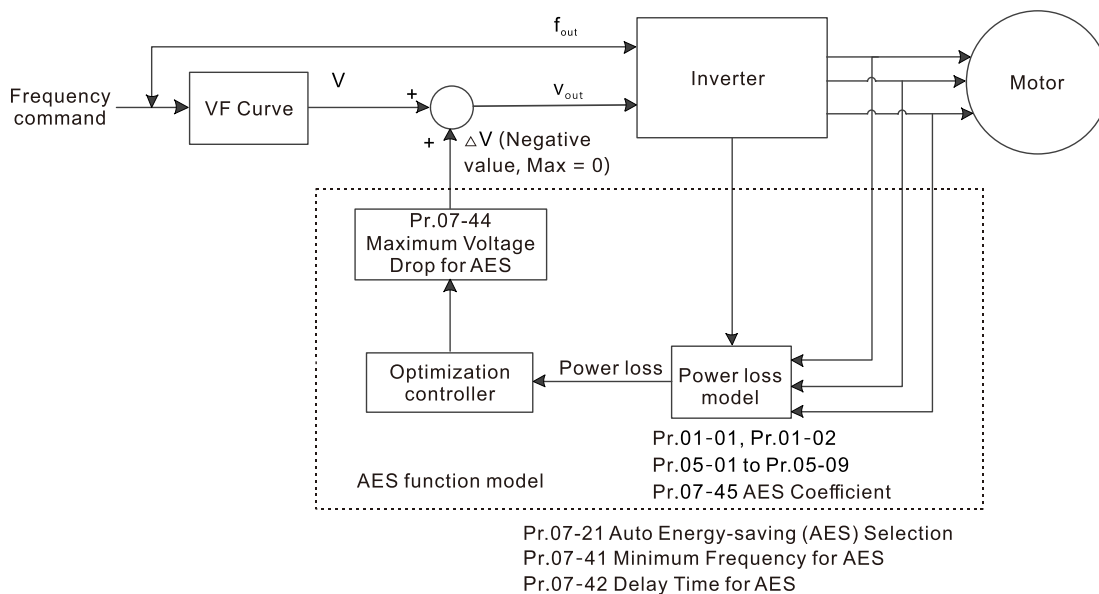 f out
Inverter
Motor
Frequency
command
VF Curve
V
+
v out
+
△V (Negative
value, Max = 0)
Pr.07-44
Maximum Voltage
Drop for AES
Optimization
controller
Power loss
Power loss
model
Pr.01-01, Pr.01-02
Pr.05-01 to Pr.05-09
Pr.07-45 AES Coefficient
AES function model
Pr.07-21 Auto Energy-saving (AES) Selection
Pr.07-41 Minimum Frequency for AES
Pr.07-42 Delay Time for AES